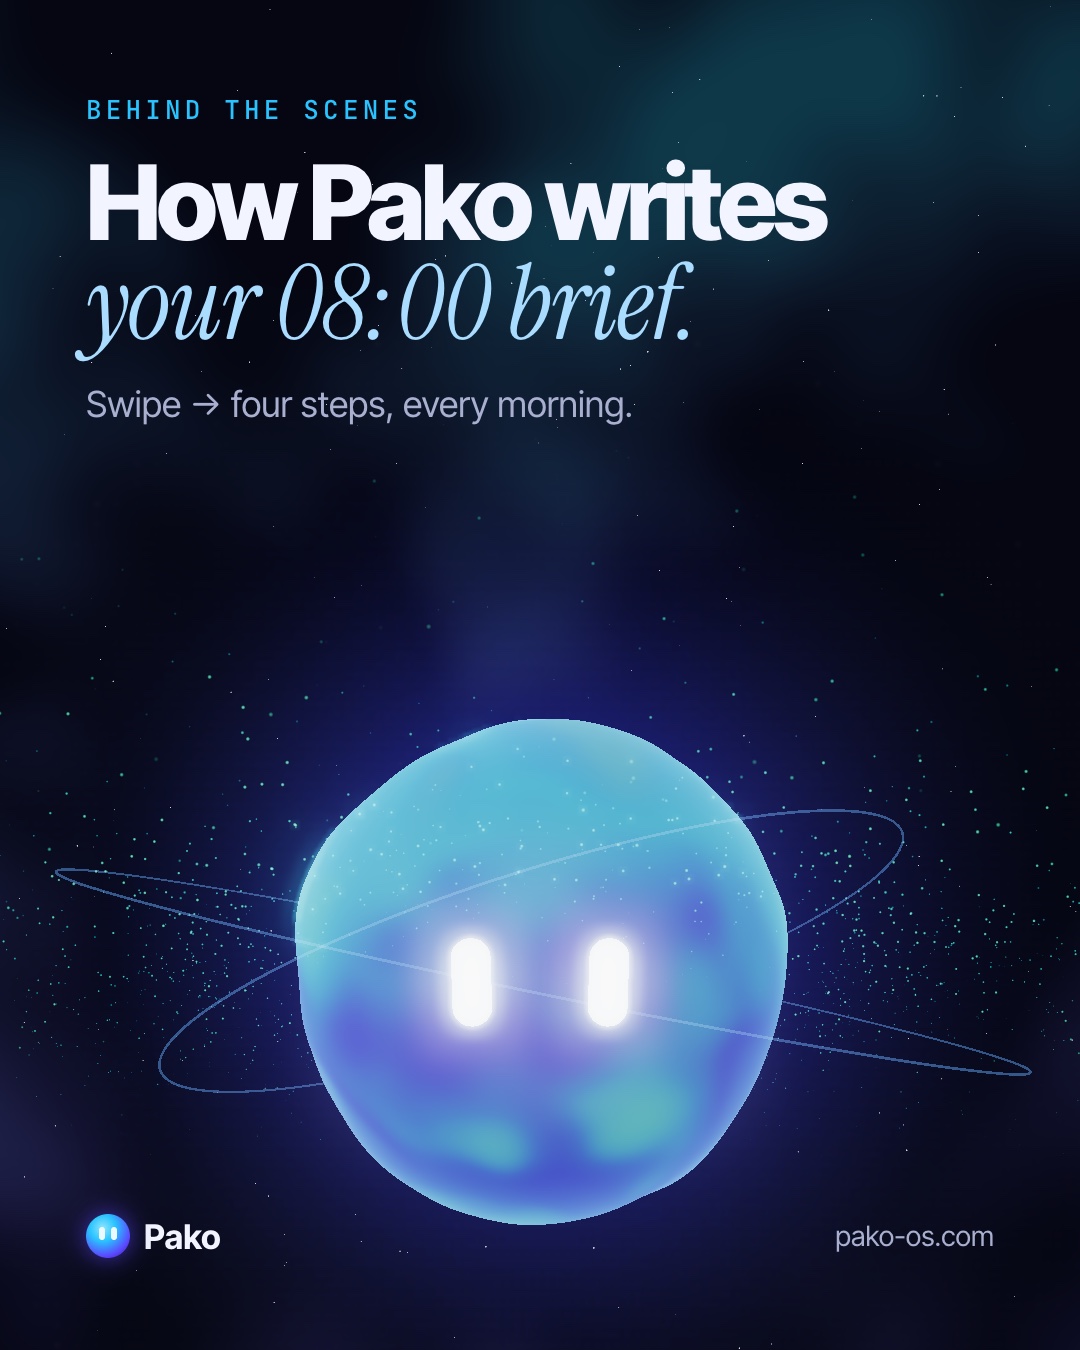 BEHIND THE SCENES
How Pako writes
your 08:00 brief.
Swipe → four steps, every morning.
Pako
pako-os.com